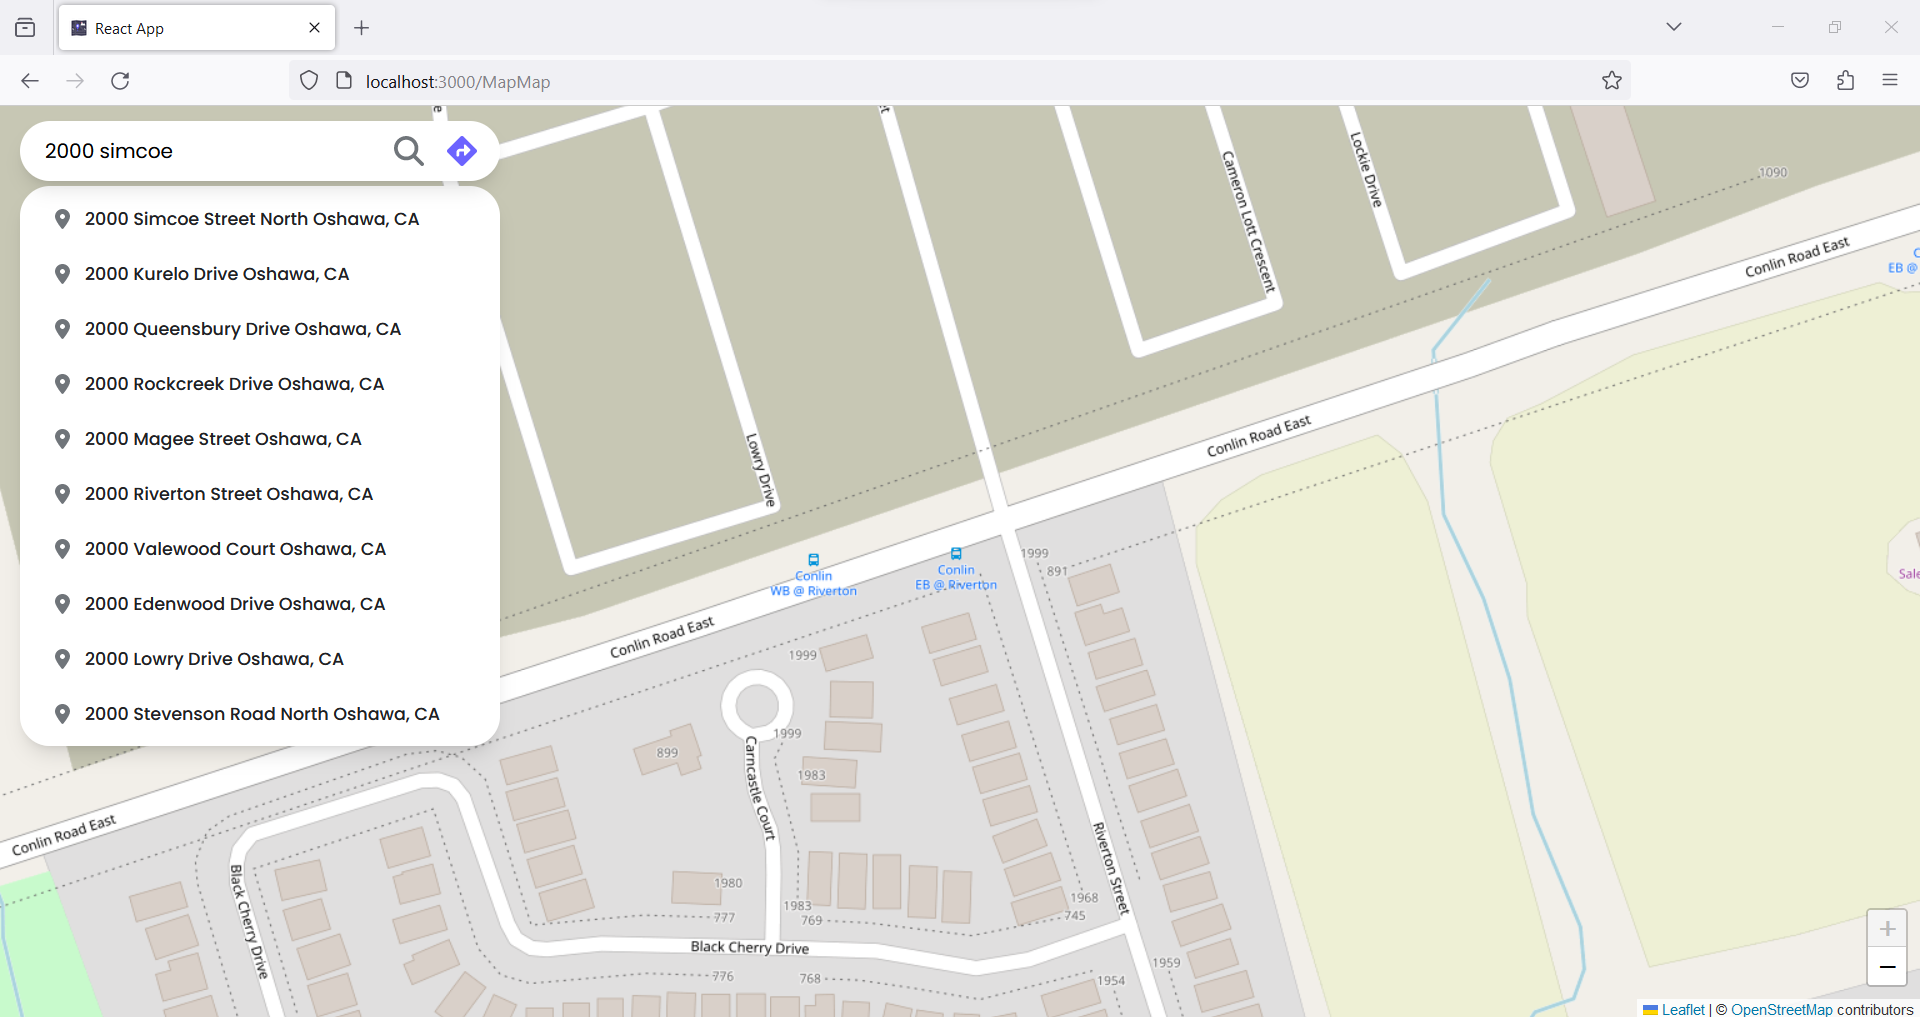 React App
localhost:3000/MapMap
2000 simcoe
2000 Simcoe Street North Oshawa, CA
2000 Kurelo Drive Oshawa, CA
2000 Queensbury Drive Oshawa, CA
2000 Rockcreek Drive Oshawa, CA
2000 Magee Street Oshawa, CA
2000 Riverton Street Oshawa, CA
2000 Valewood Court Oshawa, CA
2000 Edenwood Drive Oshawa, CA
2000 Lowry Drive Oshawa, CA
2000 Stevenson Road North Oshawa, CA
Cameron Lott Crescent
Lockie Drive
1090
Conlin Road East
EB @
Conlin Road East
Lowry Drive
1999
891
Conlin
WB @ Riverton
Conlin
EB @ Riverton
Sale
Conlin Road East
1999
1999
899
1983
Carncastle Court
Conlin Road East
Black Cherry Drive
Riverton Street
1980
1983
777
769
1968
745
Black Cherry Drive
776
768
1959
1954
+
−
Leaflet | © OpenStreetMap contributors